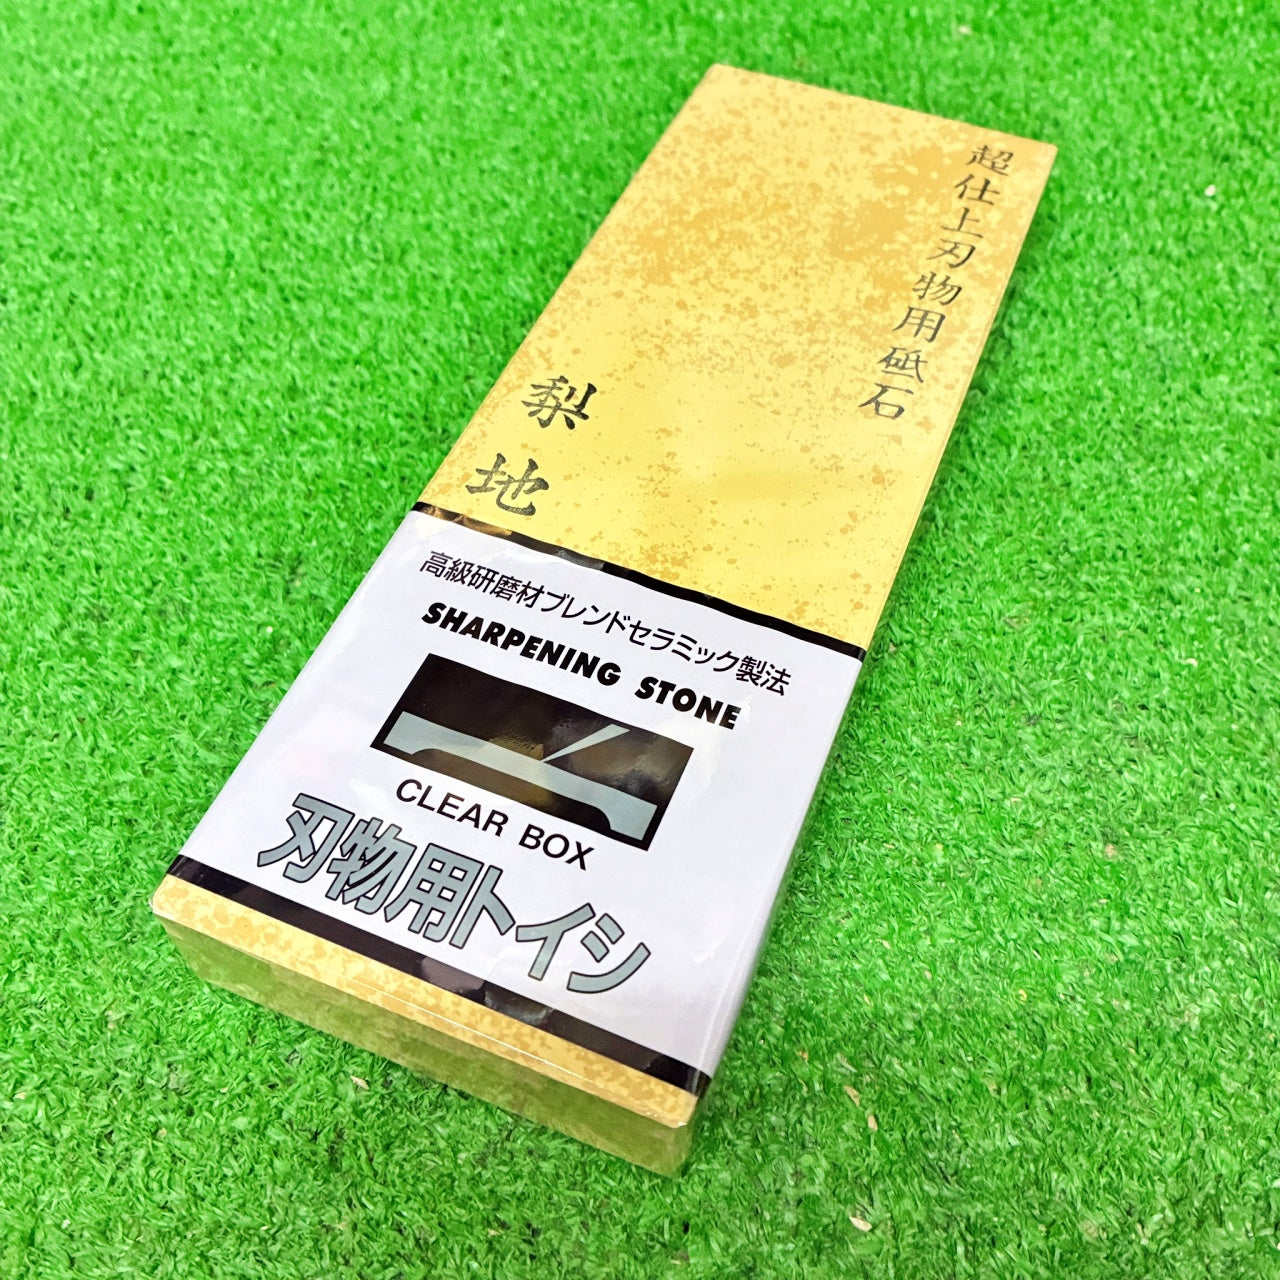 超仕上刃物用砥石
梨地
高級研磨材ブレンドセラミック製法
SHARPENING STONE
CLEAR BOX
刃物用トイシ